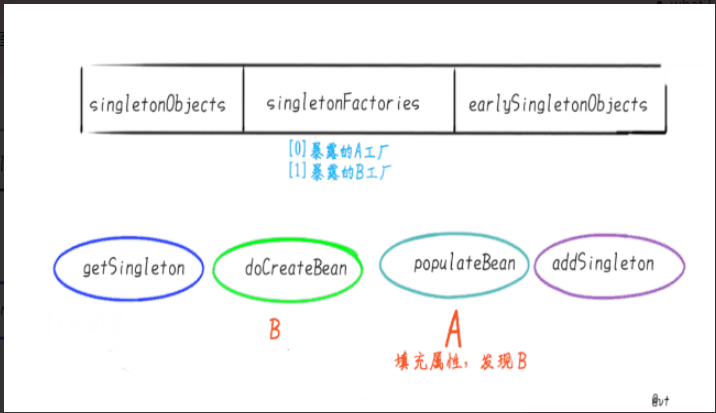 singletonObjects singletonFactories earlySingletonObjects
[0]暴露的A工厂
[1]暴露的B工厂
getSingleton doCreateBean populateBean addSingleton
B A
填充属性，发现B
@vt